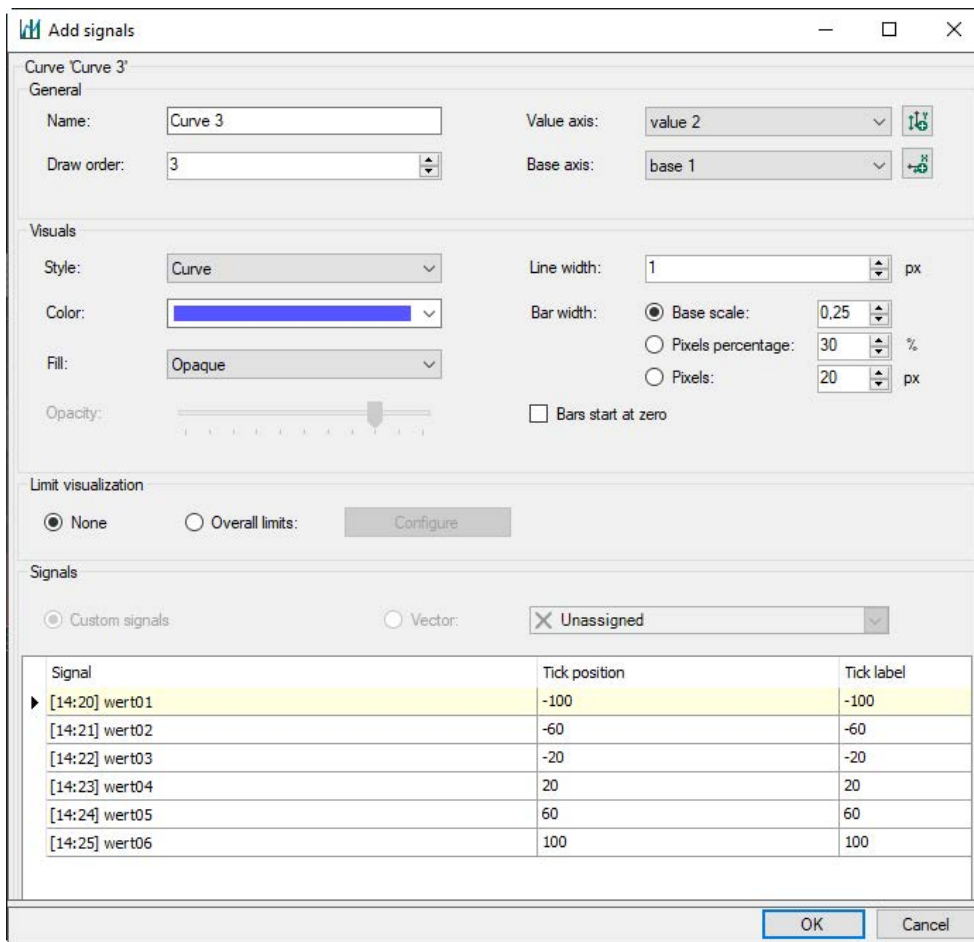 Add signals
Curve 'Curve 3'
General
Name: Curve 3 Value axis: value 2
Draw order: 3 Base axis: base 1
Visuals
Style: Curve Line width: 1 px
Color: Bar width: Base scale: 0,25
Pixels percentage: 30 %
Fill: Opaque
Pixels: 20 px
Opacity: Bars start at zero
Limit visualization
None Overall limits: Configure
Signals
Custom signals Vector: Unassigned
Signal Tick position Tick label
[14:20] wert01 -100 -100
[14:21] wert02 -60 -60
[14:22] wert03 -20 -20
[14:23] wert04 20 20
[14:24] wert05 60 60
[14:25] wert06 100 100
OK Cancel